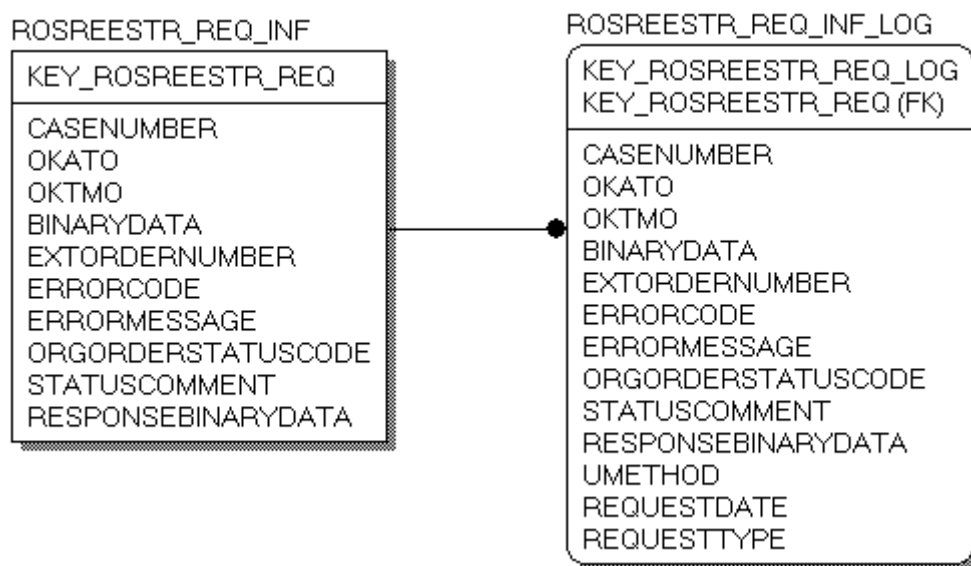 ROSREESTR_REQ_INF
KEY_ROSREESTR_REQ
CASENUMBER
OKATO
OKTMO
BINARYDATA
EXTORDERNUMBER
ERRORCODE
ERRORMESSAGE
ORGORDERSTATUSCODE
STATUSCOMMENT
RESPONSEBINARYDATA
ROSREESTR_REQ_INF_LOG
KEY_ROSREESTR_REQ_LOG
KEY_ROSREESTR_REQ (FK)
CASENUMBER
OKATO
OKTMO
BINARYDATA
EXTORDERNUMBER
ERRORCODE
ERRORMESSAGE
ORGORDERSTATUSCODE
STATUSCOMMENT
RESPONSEBINARYDATA
UMETHOD
REQUESTDATE
REQUESTTYPE